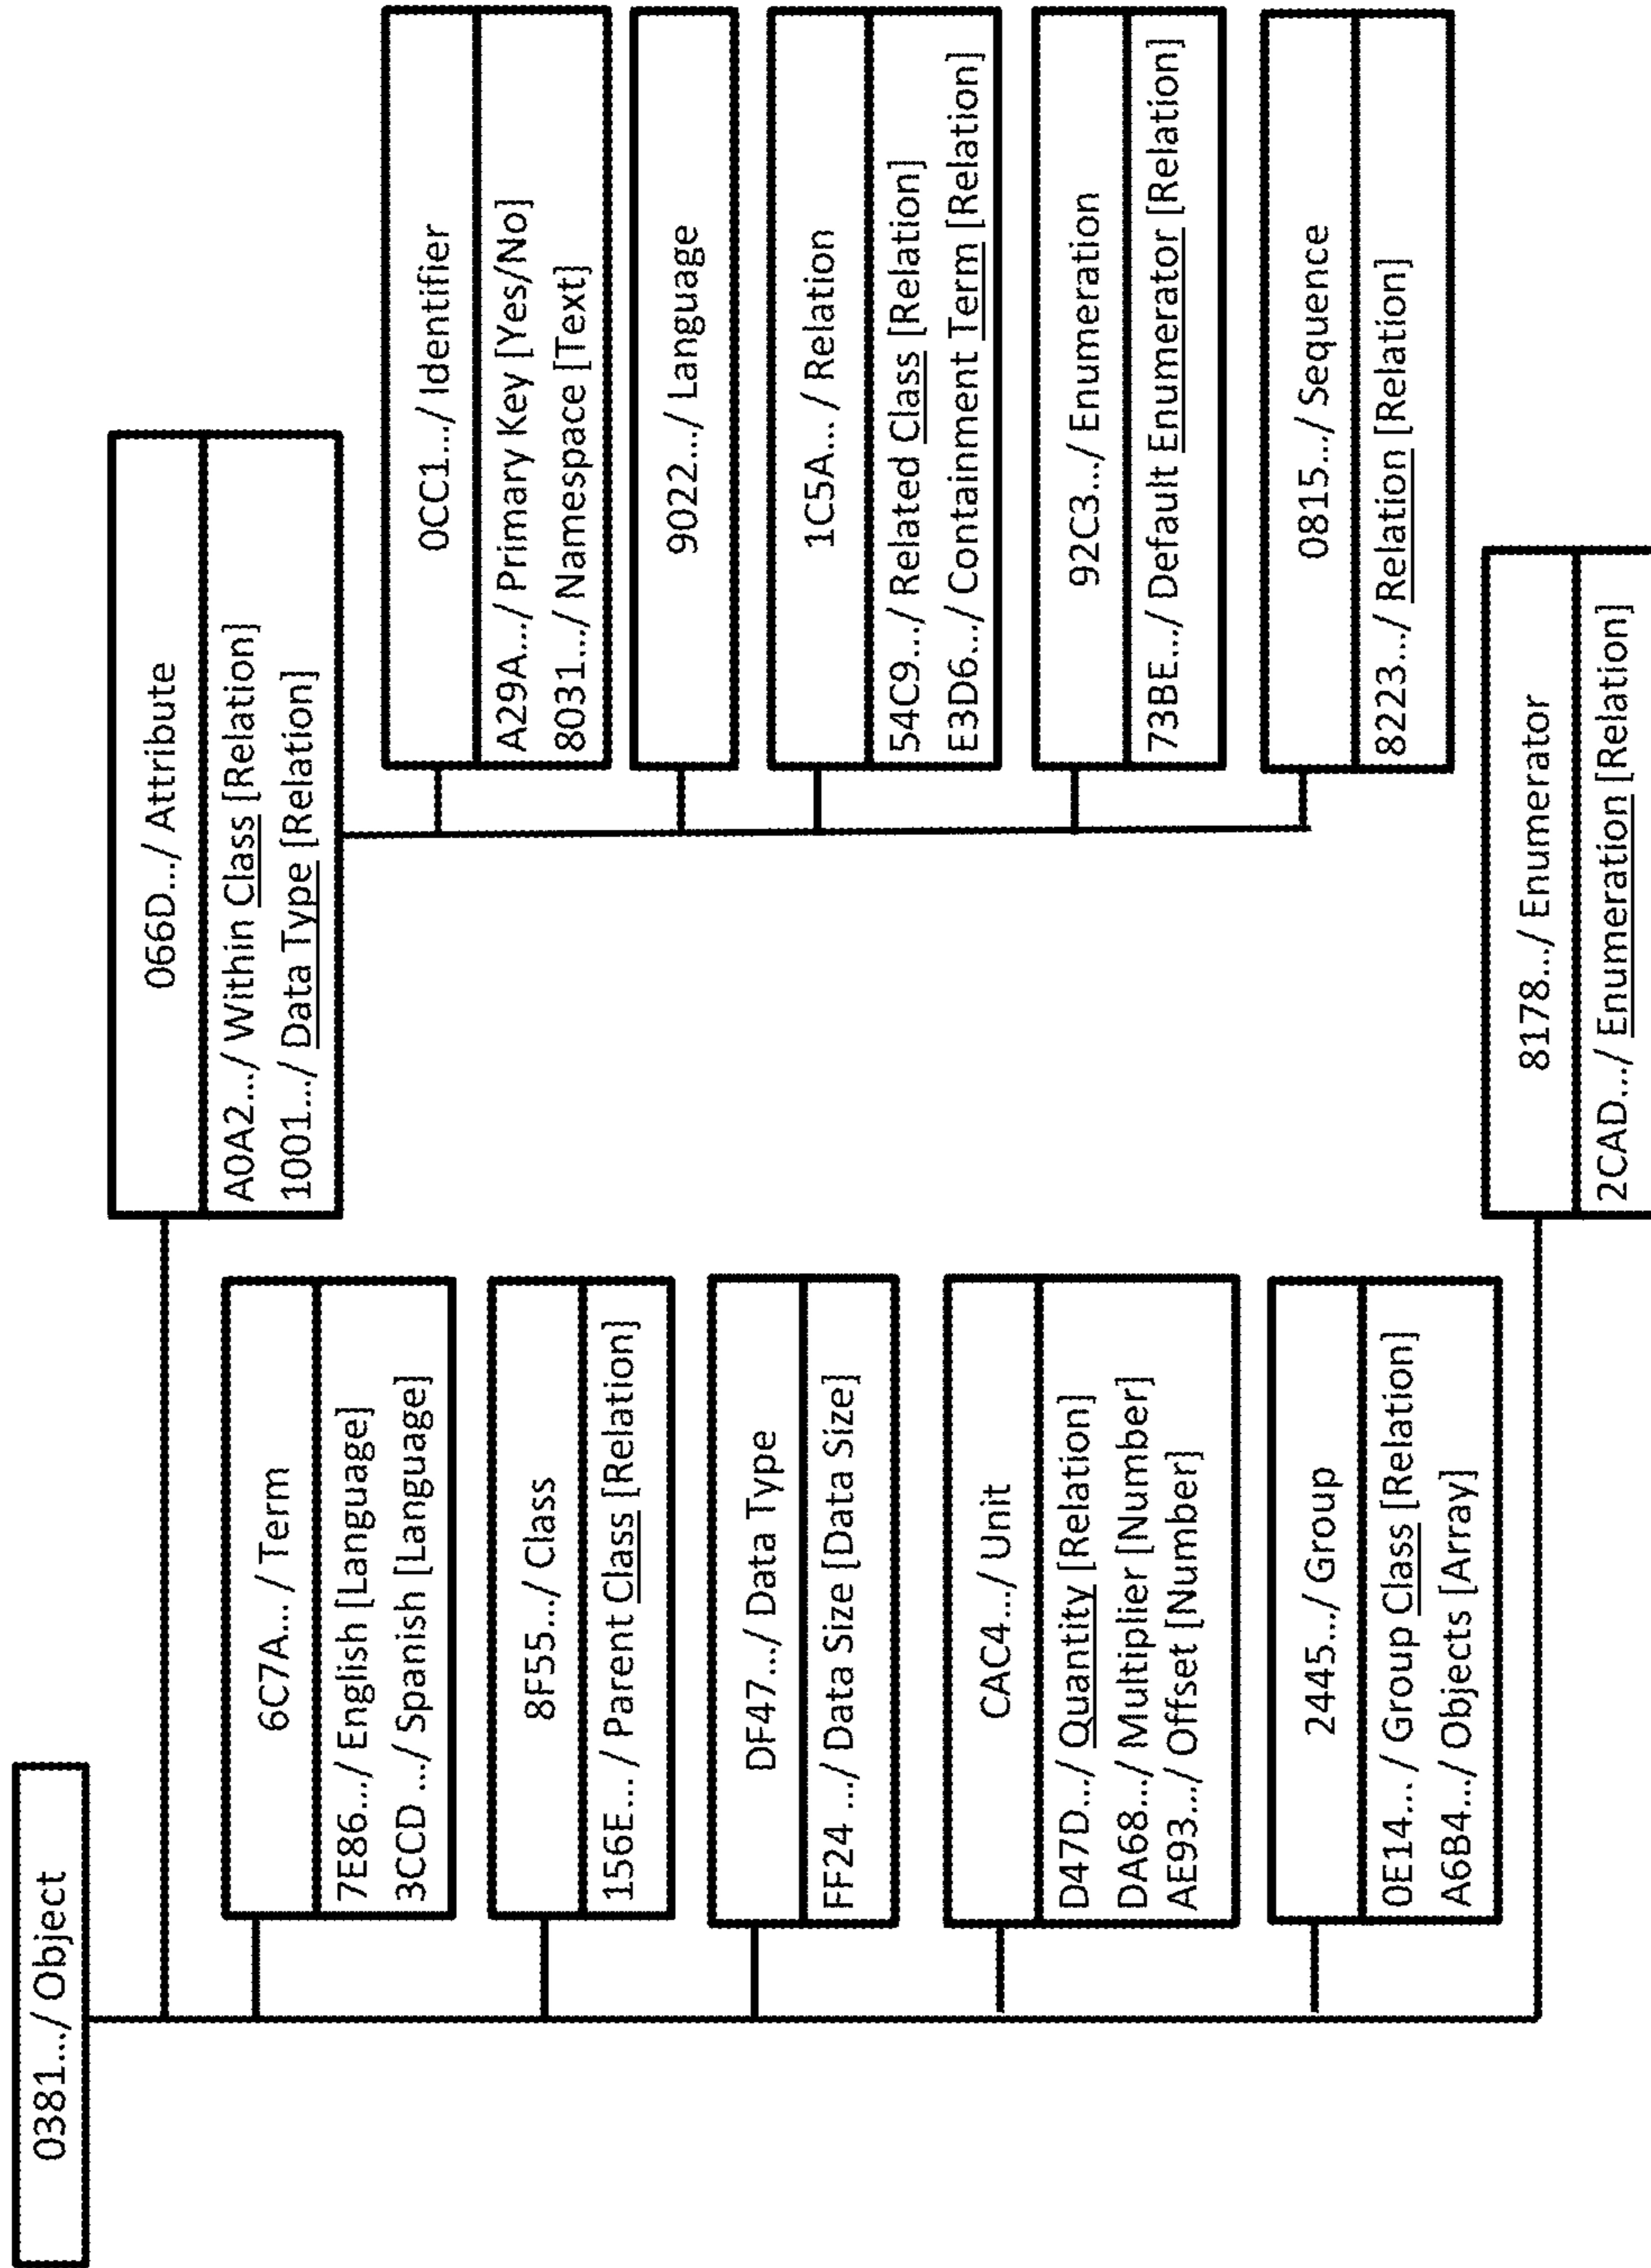 0381.../ Object
066D.../ Attribute
A0A2.../ Within Class [Relation]
1001.../ Data Type [Relation]
6C7A... / Term
7E86.../ English [Language]
3CCD .../ Spanish [Language]
8F55.../ Class
156E... / Parent Class [Relation]
DF47.../ Data Type
FF24 .../ Data Size [Data Size]
CAC4.../ Unit
D47D.../ Quantity [Relation]
DA68.../ Multiplier [Number]
AE93.../ Offset [Number]
2445.../ Group
0E14... / Group Class [Relation]
A6B4.../ Objects [Array]
0CC1.../ Identifier
A29A.../ Primary Key [Yes/No]
8031.../ Namespace [Text]
9022.../ Language
1C5A... / Relation
54C9.../ Related Class [Relation]
E3D6.../ Containment Term [Relation]
92C3.../ Enumeration
73BE.../ Default Enumerator [Relation]
0815.../ Sequence
8223.../ Relation [Relation]
8178.../ Enumerator
2CAD.../ Enumeration [Relation]